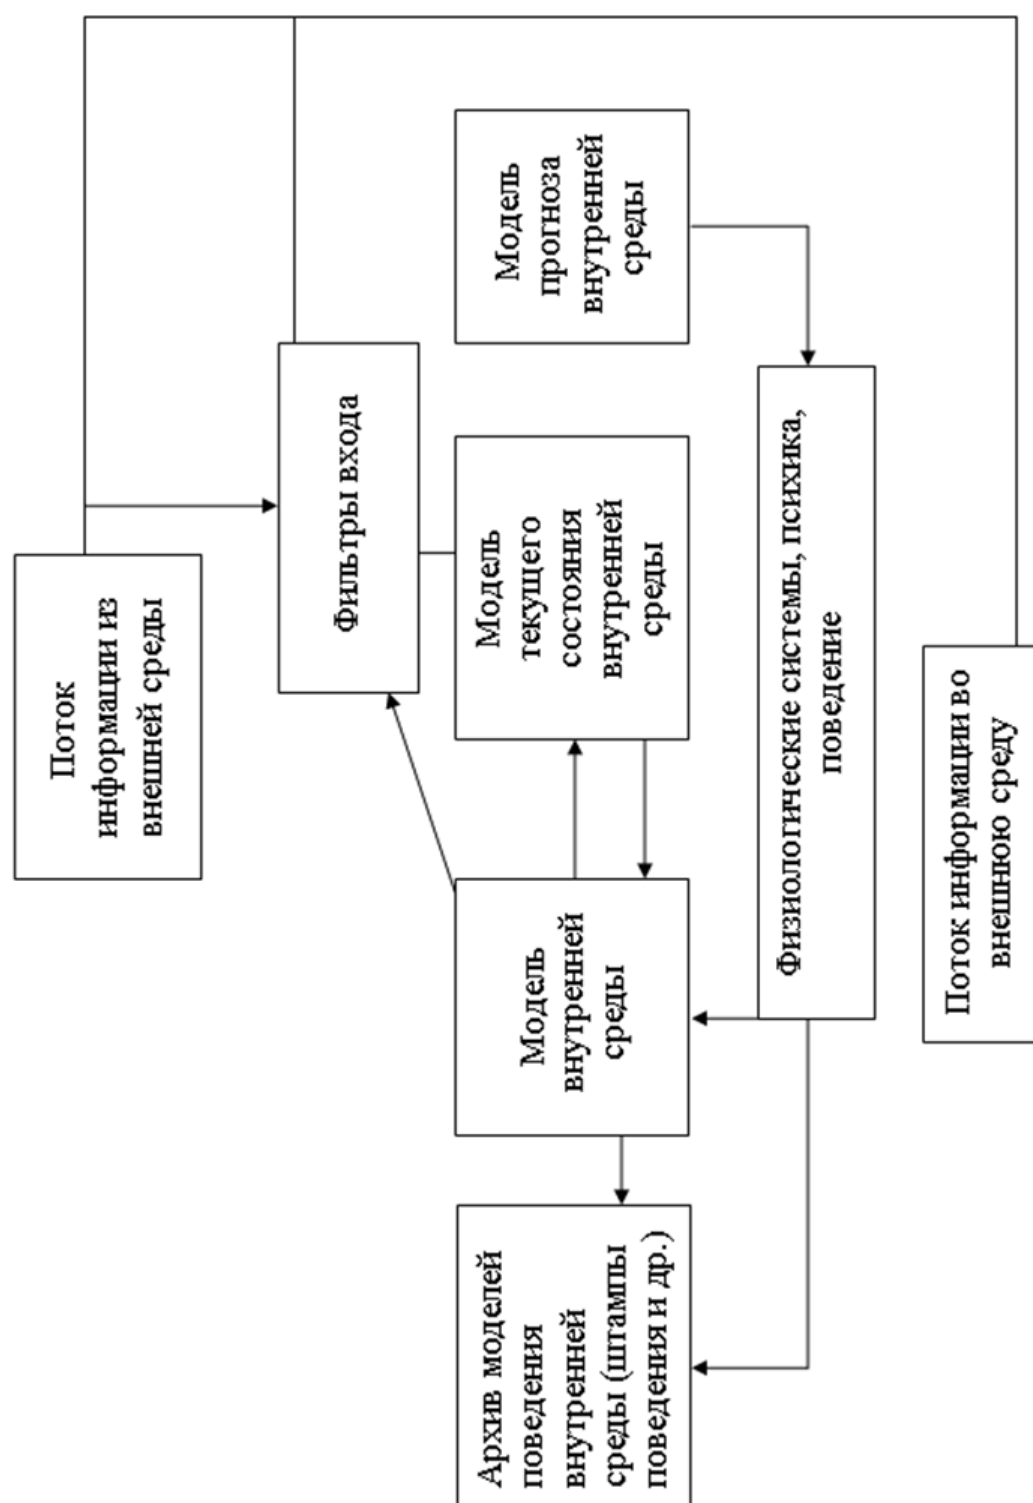 Поток
информации из
внешней среды
Фильтры входа
Архив моделей
поведения
внутренней
среды (штампы
поведения и др.)
Модель
внутренней
среды
Модель
текущего
состояния
внутренней
среды
Модель
прогноза
внутренней
среды
Физиологические системы, психика,
поведение
Поток информации во
внешнюю среду